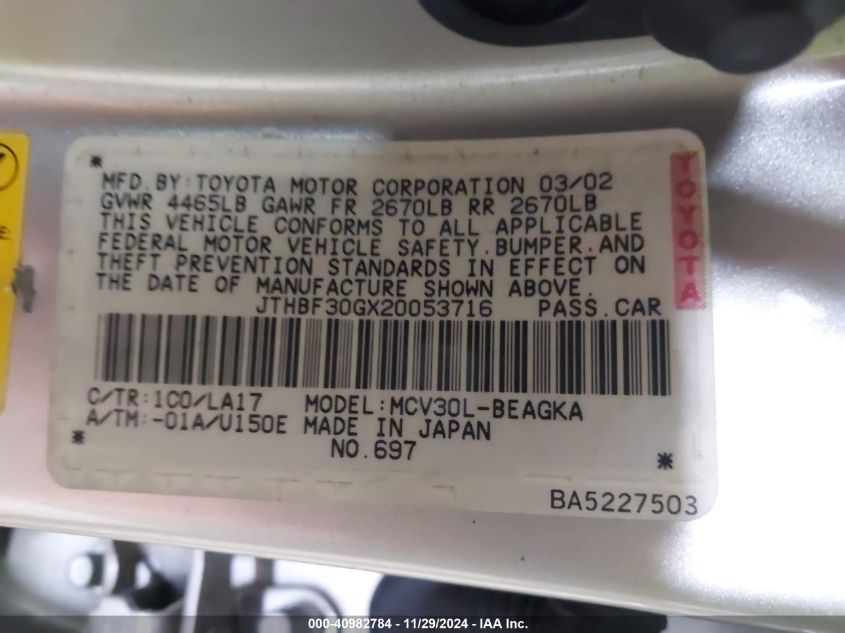 *
MFD.BY:TOYOTA MOTOR CORPORATION 03/02
GVWR 4465LB GAWR FR 2670LB RR 2670LB
THIS VEHICLE CONFORMS TO ALL APPLICABLE
FEDERAL MOTOR VEHICLE SAFETY.BUMPER.AND
THEFT PREVENTION STANDARDS IN EFFECT ON
THE DATE OF MANUFACTURE SHOWN ABOVE.
JTHBF30GX20053716 PASS.CAR
TOYOTA
C/TR:1C0/LA17 MODEL:MCV30L-BEAGKA
A/TM:-01A/U150E MADE IN JAPAN
* NO.697 *
BA5227503
000-40982784 - 11/29/2024 - IAA Inc.